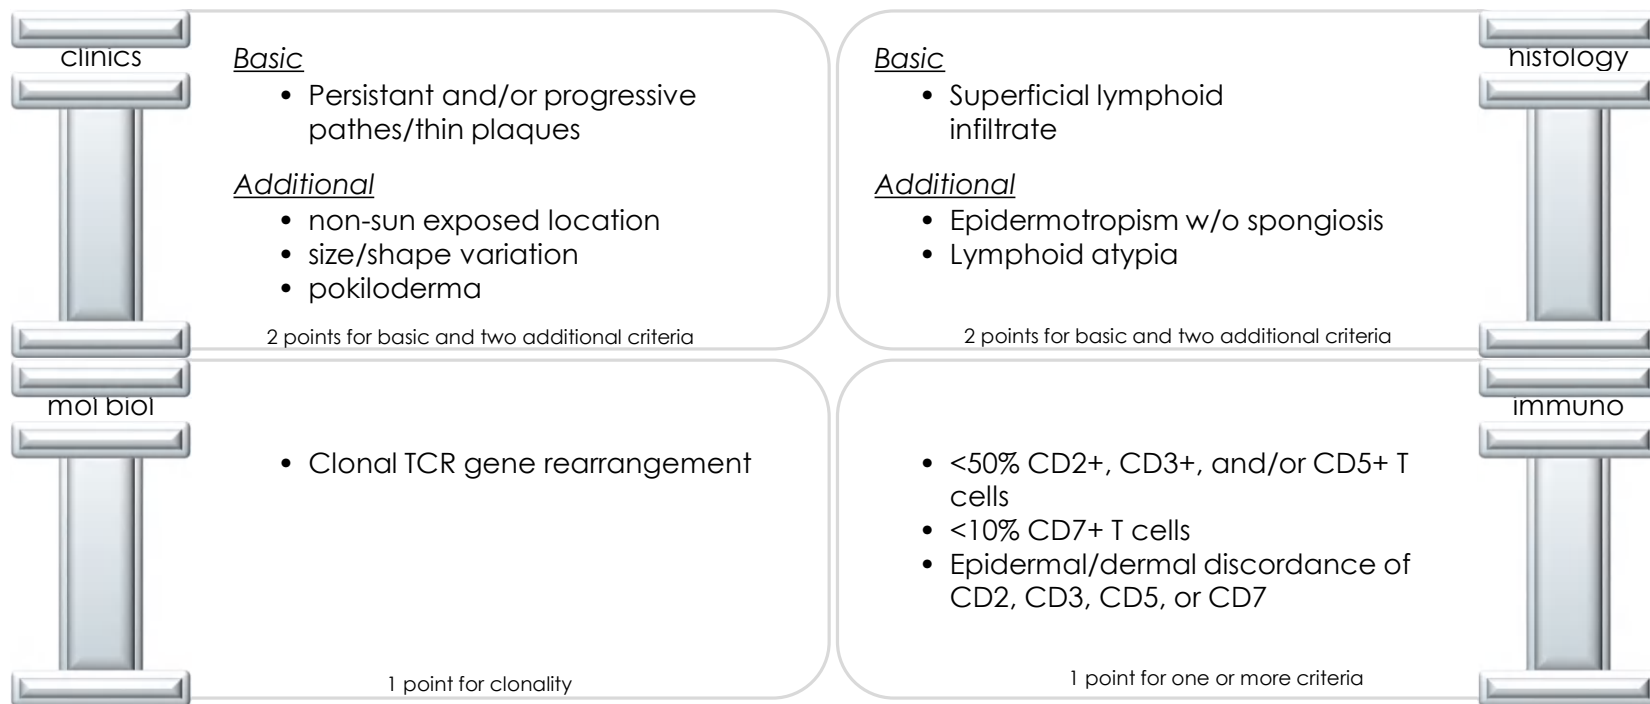 clinics
Basic
• Persistant and/or progressive
pathes/thin plaques
Additional
• non-sun exposed location
• size/shape variation
• pokiloderma
2 points for basic and two additional criteria
histology
Basic
• Superficial lymphoid
infiltrate
Additional
• Epidermotropism w/o spongiosis
• Lymphoid atypia
2 points for basic and two additional criteria
mol biol
• Clonal TCR gene rearrangement
1 point for clonality
immuno
• <50% CD2+, CD3+, and/or CD5+ T
cells
• <10% CD7+ T cells
• Epidermal/dermal discordance of
CD2, CD3, CD5, or CD7
1 point for one or more criteria